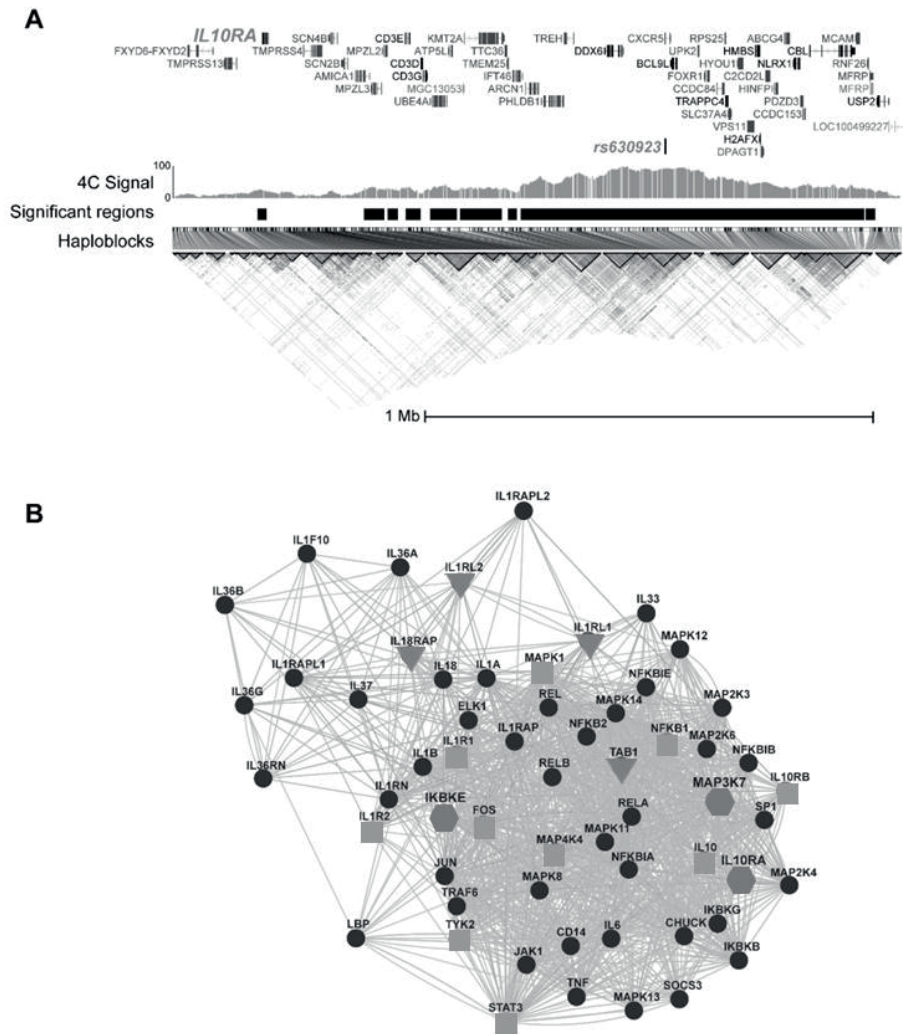 A
IL10RA SCN4B CD3E KMT2A TREH CXCR5 RPS25 ABCG4 MCAM
FXYD6-FXYD2 TMPRSS4 MPZL2 ATP5L TTC36 DDX6 UPK2 HMBS CBL
TMPRSS13 SCN2B CD3D TMEM25 BCL9L HYOU1 NLRX1 RNF26
AMICA1 CD3G IFT46 FOXR1 C2CD2L MFRP
MPZL3 MGC13053 ARCN1 CCDC84 HINFP MFRP
UBE4A PHLDB1 TRAPPC4 PDZD3 USP2
SLC37A4 CCDC153
VPS11 LOC100499227
H2AFX
rs630923 DPAGT1
100
4C Signal
0
Significant regions
Haploblocks
1 Mb
B
IL1RAPL2
IL1F10
IL36A
IL1RL2
IL36B
IL33
IL1RL1
IL18RAP
MAPK12
MAPK1
IL1RAPL1
IL18
IL1A
NFKBIE
IL37
REL
MAPK14
MAP2K3
IL36G
ELK1
NFKB2
NFKB1
IL1RAP
MAP2K6
IL1R1
TAB1
NFKBIB
IL1B
RELB
IL36RN
IL10RB
MAP3K7
IL1RN
IKBKE
RELA
SP1
IL1R2
FOS
MAPK11
MAP4K4
NFKBIA
IL10
IL10RA
JUN
MAPK8
MAP2K4
TRAF6
IKBKG
LBP
TYK2
CHUCK
IL6
CD14
JAK1
IKBKB
TNF
SOCS3
MAPK13
STAT3